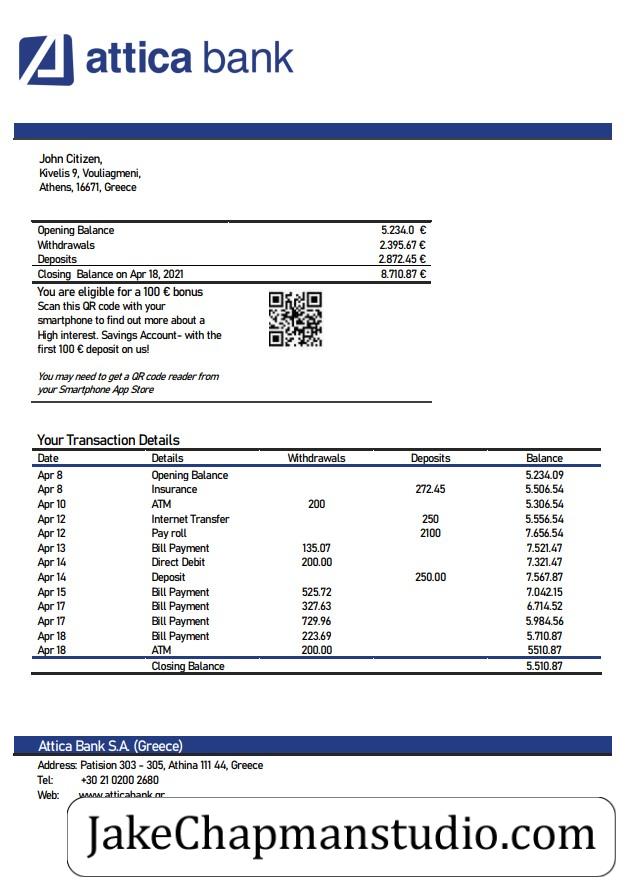 attica bank
John Citizen,
Kivelis 9, Vouliagmeni,
Athens, 16671, Greece
Opening Balance 5.234.0 €
Withdrawals 2.395.67 €
Deposits 2.872.45 €
Closing Balance on Apr 18, 2021 8.710.87 €
You are eligible for a 100 € bonus
Scan this QR code with your
smartphone to find out more about a
High interest. Savings Account- with the
first 100 € deposit on us!
You may need to get a QR code reader from
your Smartphone App Store
Your Transaction Details
Date Details Withdrawals Deposits Balance
Apr 8 Opening Balance 5.234.09
Apr 8 Insurance 272.45 5.506.54
Apr 10 ATM 200 5.306.54
Apr 12 Internet Transfer 250 5.556.54
Apr 12 Pay roll 2100 7.656.54
Apr 13 Bill Payment 135.07 7.521.47
Apr 14 Direct Debit 200.00 7.321.47
Apr 14 Deposit 250.00 7.567.87
Apr 15 Bill Payment 525.72 7.042.15
Apr 17 Bill Payment 327.63 6.714.52
Apr 17 Bill Payment 729.96 5.984.56
Apr 18 Bill Payment 223.69 5.710.87
Apr 18 ATM 200.00 5510.87
Closing Balance 5.510.87
Attica Bank S.A. (Greece)
Address: Patision 303 - 305, Athina 111 44, Greece
Tel: +30 21 0200 2680
Web: www.atticabank.gr
JakeChapmanstudio.com